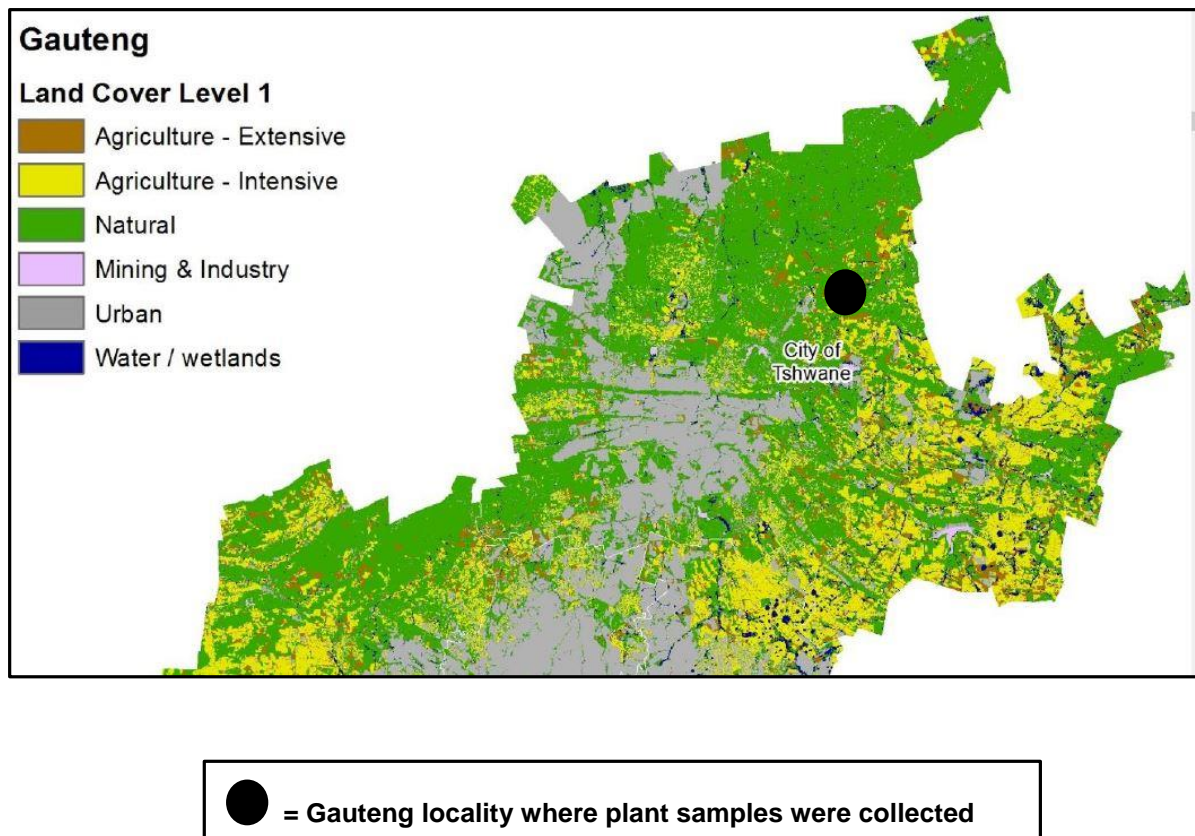 Gauteng
Land Cover Level 1
Agriculture - Extensive
Agriculture - Intensive
Natural
Mining & Industry
Urban
Water / wetlands
City of
Tshwane
= Gauteng locality where plant samples were collected